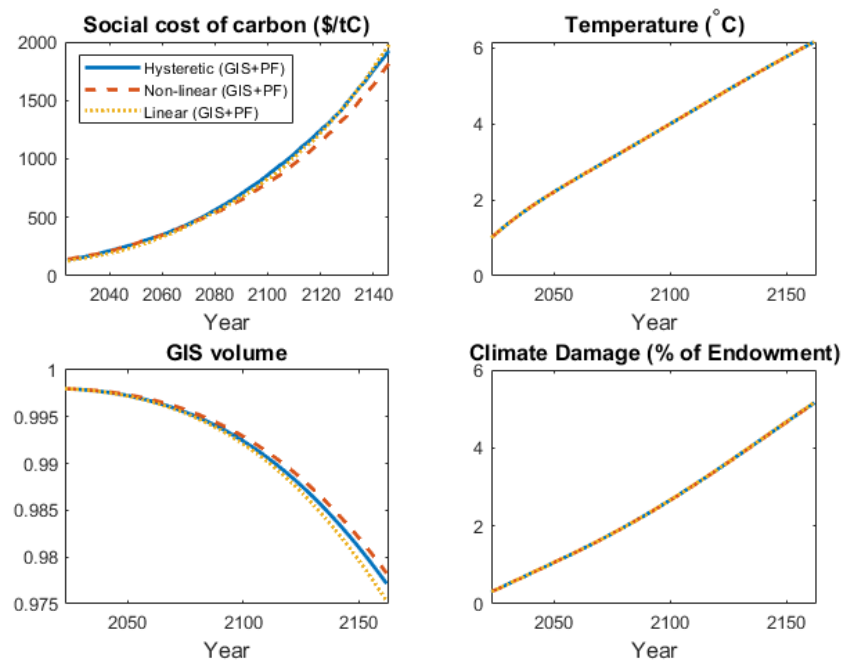 Social cost of carbon ($/tC)
2000
1500
1000
500
0
Hysteretic (GIS+PF)
Non-linear (GIS+PF)
Linear (GIS+PF)
2040 2060 2080 2100 2120 2140
Year
Temperature (°C)
6
4
2
0
2050 2100 2150
Year
GIS volume
1
0.995
0.99
0.985
0.98
0.975
2050 2100 2150
Year
Climate Damage (% of Endowment)
6
4
2
0
2050 2100 2150
Year